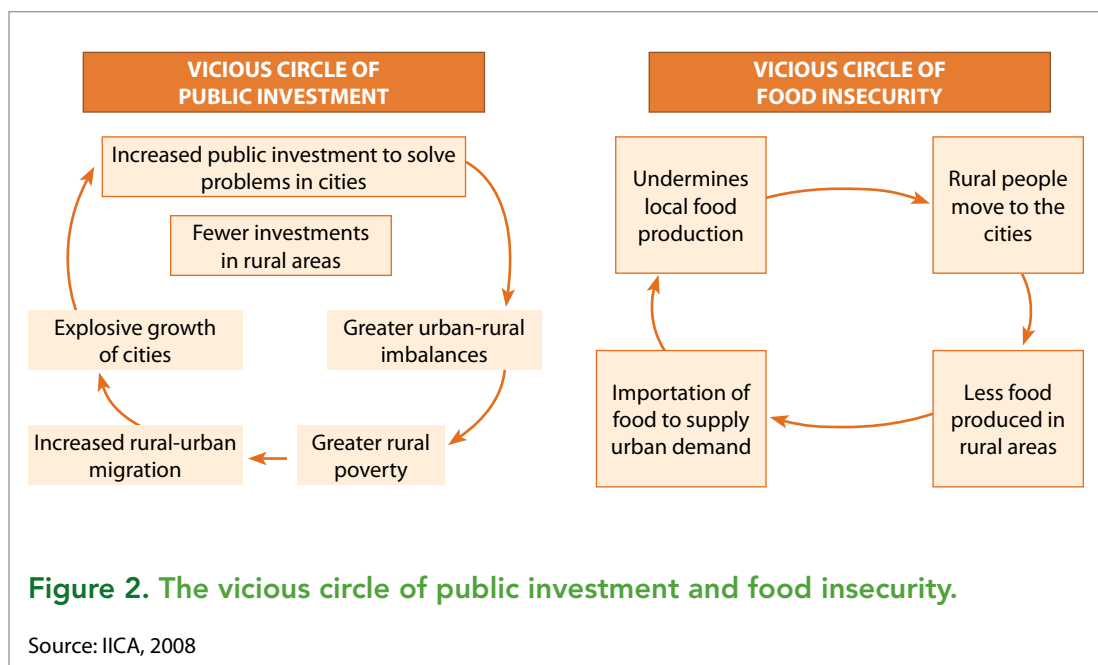 VICIOUS CIRCLE OF
PUBLIC INVESTMENT
Increased public investment to solve
problems in cities
Fewer investments
in rural areas
Greater urban-rural
imbalances
Greater rural
poverty
Increased rural-urban
migration
Explosive growth
of cities
VICIOUS CIRCLE OF
FOOD INSECURITY
Undermines
local food
production
Rural people
move to the
cities
Less food
produced in
rural areas
Importation of
food to supply
urban demand
Figure 2. The vicious circle of public investment and food insecurity.
Source: IICA, 2008